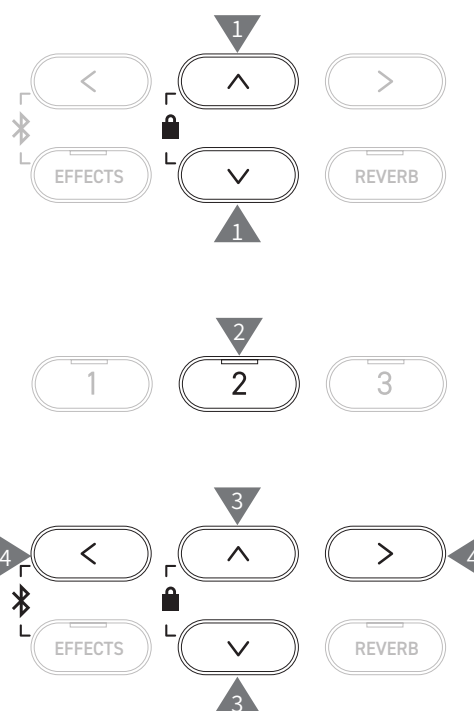 1
< ∧ >
EFFECTS ∨ REVERB
1
2
1 2 3
3
4 < ∧ > 4
EFFECTS ∨ REVERB
3